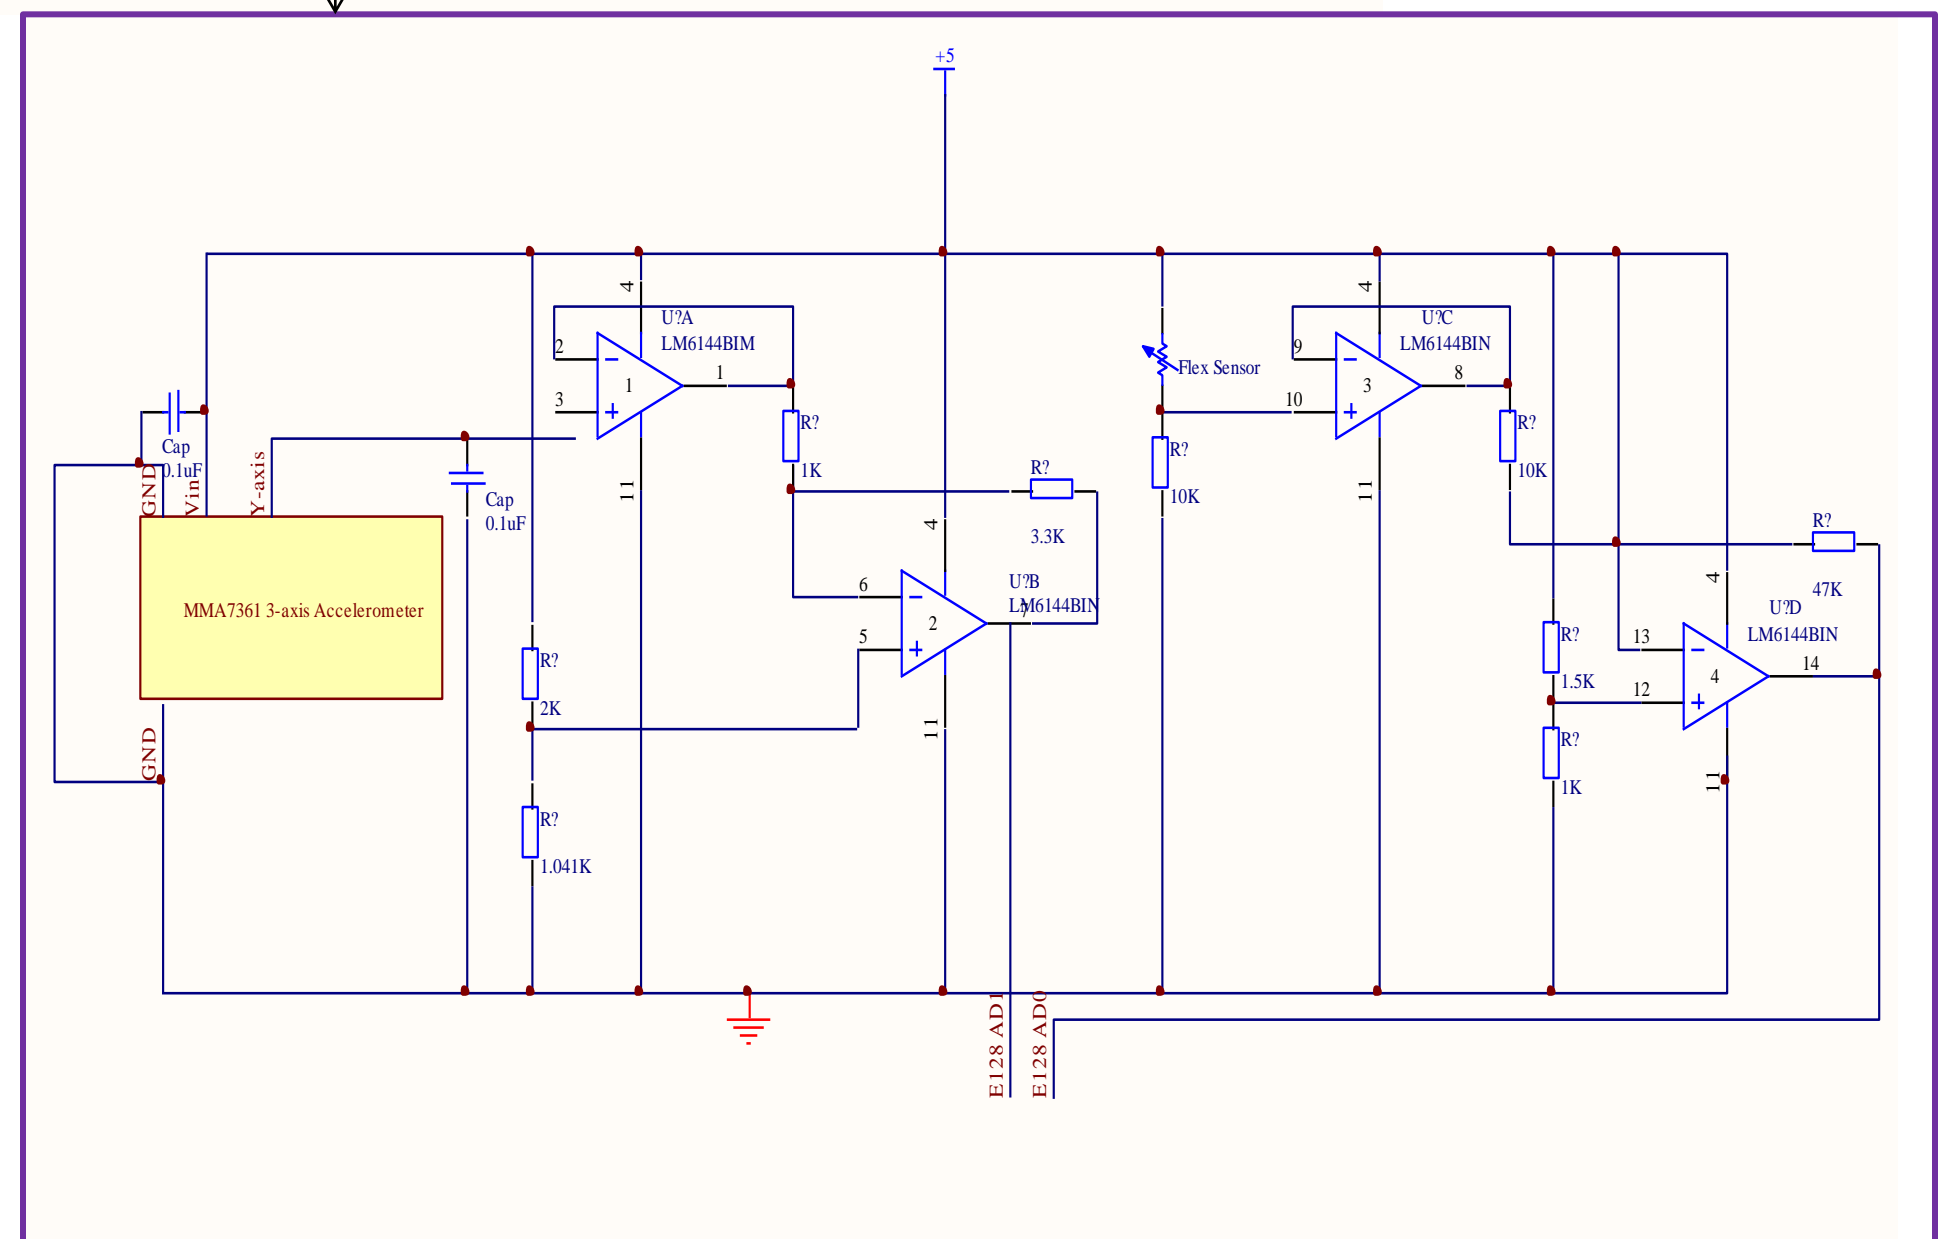 +5
4
U?A
LM6144BIM
2
1
1
3
4
U?C
LM6144BIN
9
3
8
10
Flex Sensor
Cap
0.1uF
GND
Vin
Y-axis
Cap
0.1uF
11
R?
1K
R?
3.3K
R?
10K
11
R?
10K
MMA7361 3-axis Accelerometer
GND
R?
2K
R?
1.041K
4
U?B
LM6144BIN
6
2
7
5
11
R?
47K
4
U?D
LM6144BIN
13
4
14
12
11
R?
1.5K
R?
1K
E128 AD1
E128 AD0